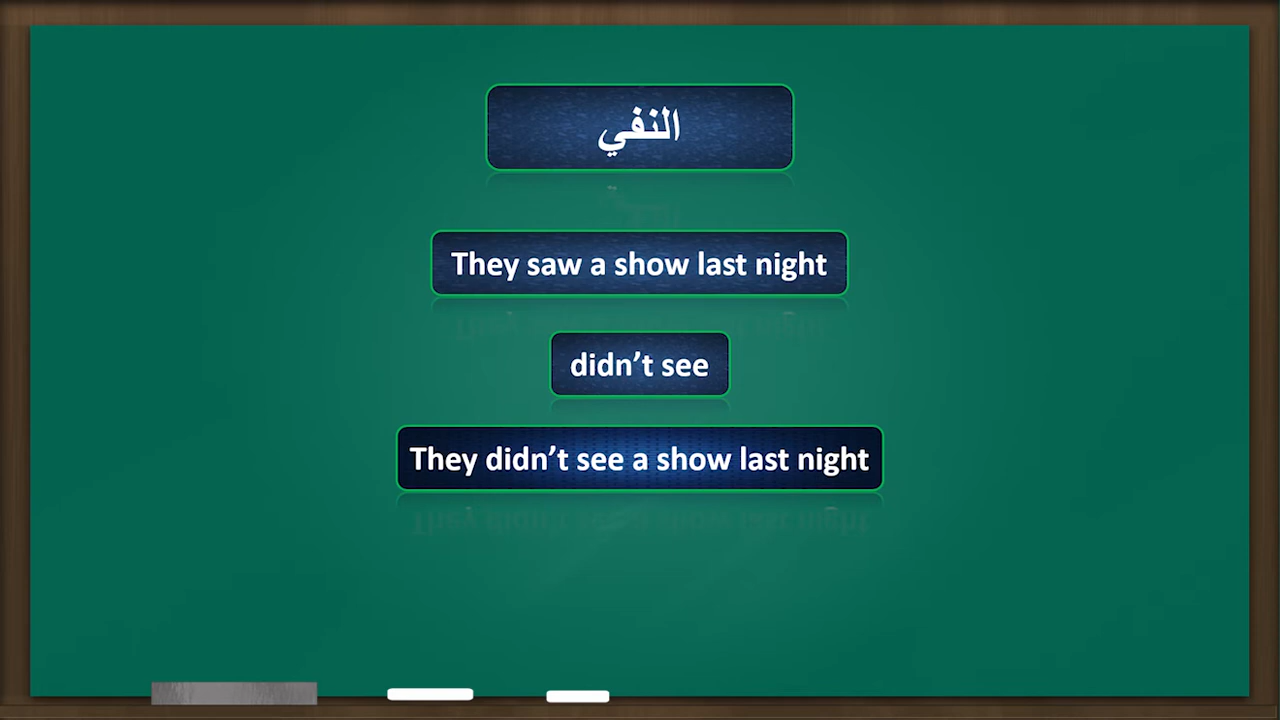 النفي
They saw a show last night
didn’t see
They didn’t see a show last night